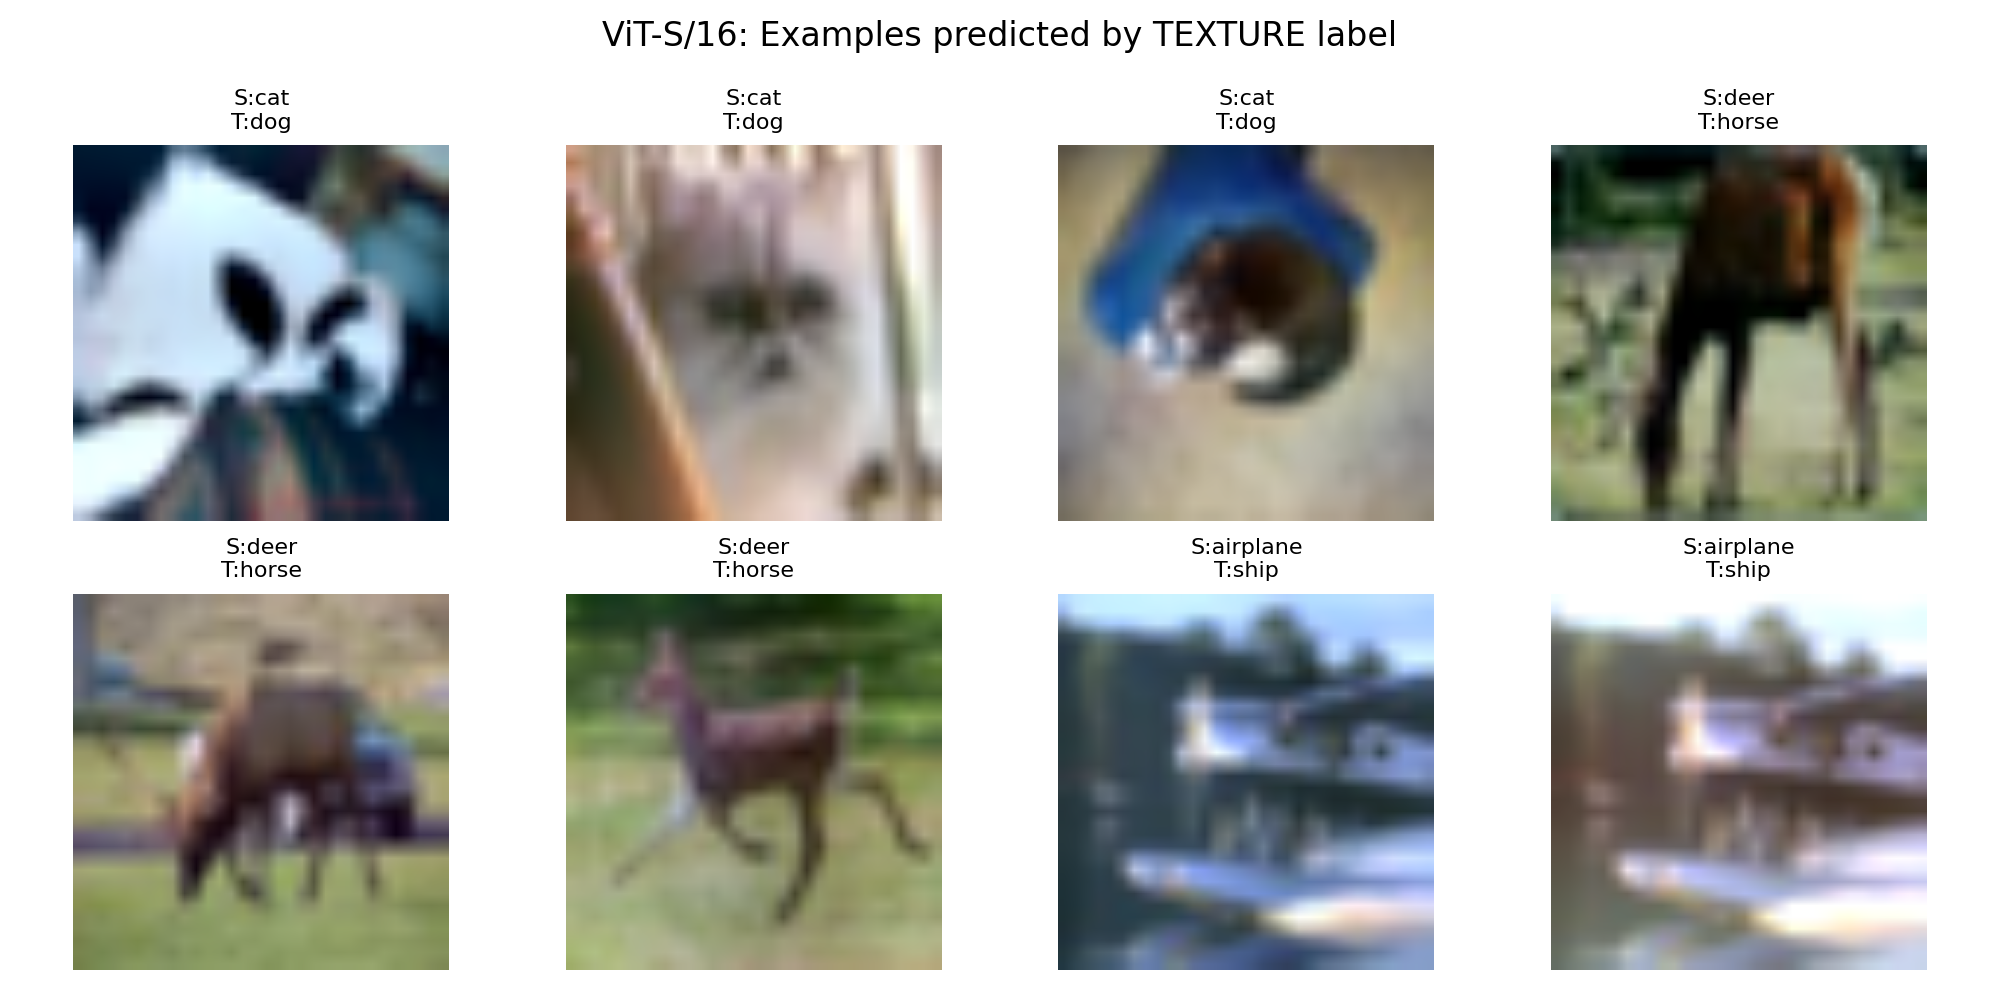 ViT-S/16: Examples predicted by TEXTURE label
S:cat
T:dog
S:cat
T:dog
S:cat
T:dog
S:deer
T:horse
S:deer
T:horse
S:deer
T:horse
S:airplane
T:ship
S:airplane
T:ship